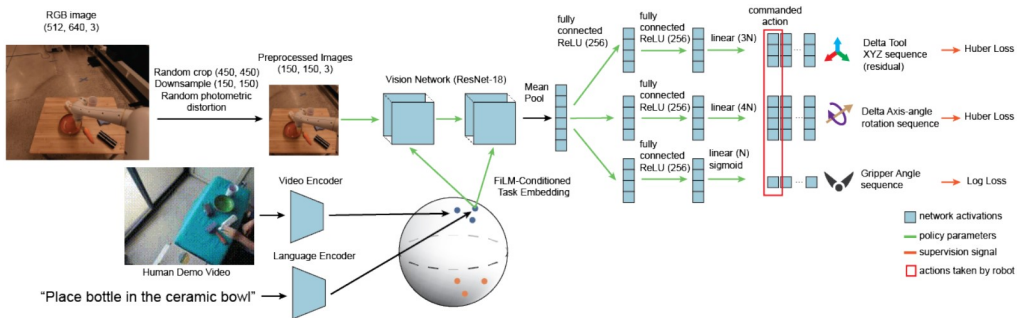 RGB image
(512, 640, 3)
Random crop (450, 450)
Downsample (150, 150)
Random photometric
distortion
Preprocessed Images
(150, 150, 3)
Vision Network (ResNet-18)
Mean
Pool
fully
connected
ReLU (256)
fully
connected
ReLU (256)
linear (3N)
commanded
action
Delta Tool
XYZ sequence
(residual)
Huber Loss
fully
connected
ReLU (256)
linear (4N)
Delta Axis-angle
rotation sequence
Huber Loss
fully
connected
ReLU (256)
linear (N)
sigmoid
Gripper Angle
sequence
Log Loss
FiLM-Conditioned
Task Embedding
Video Encoder
Human Demo Video
Language Encoder
"Place bottle in the ceramic bowl"
network activations
policy parameters
supervision signal
actions taken by robot